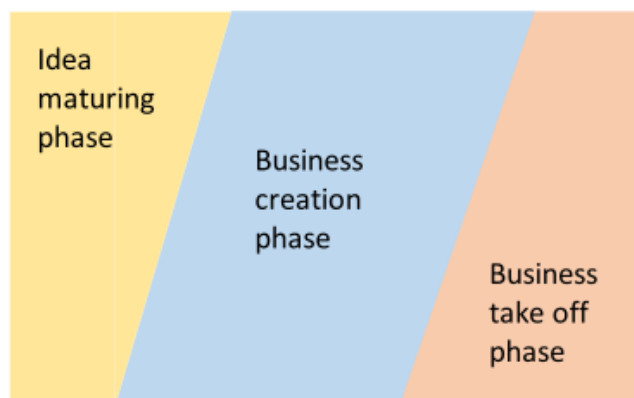 Idea
maturing
phase
Business
creation
phase
Business
take off
phase